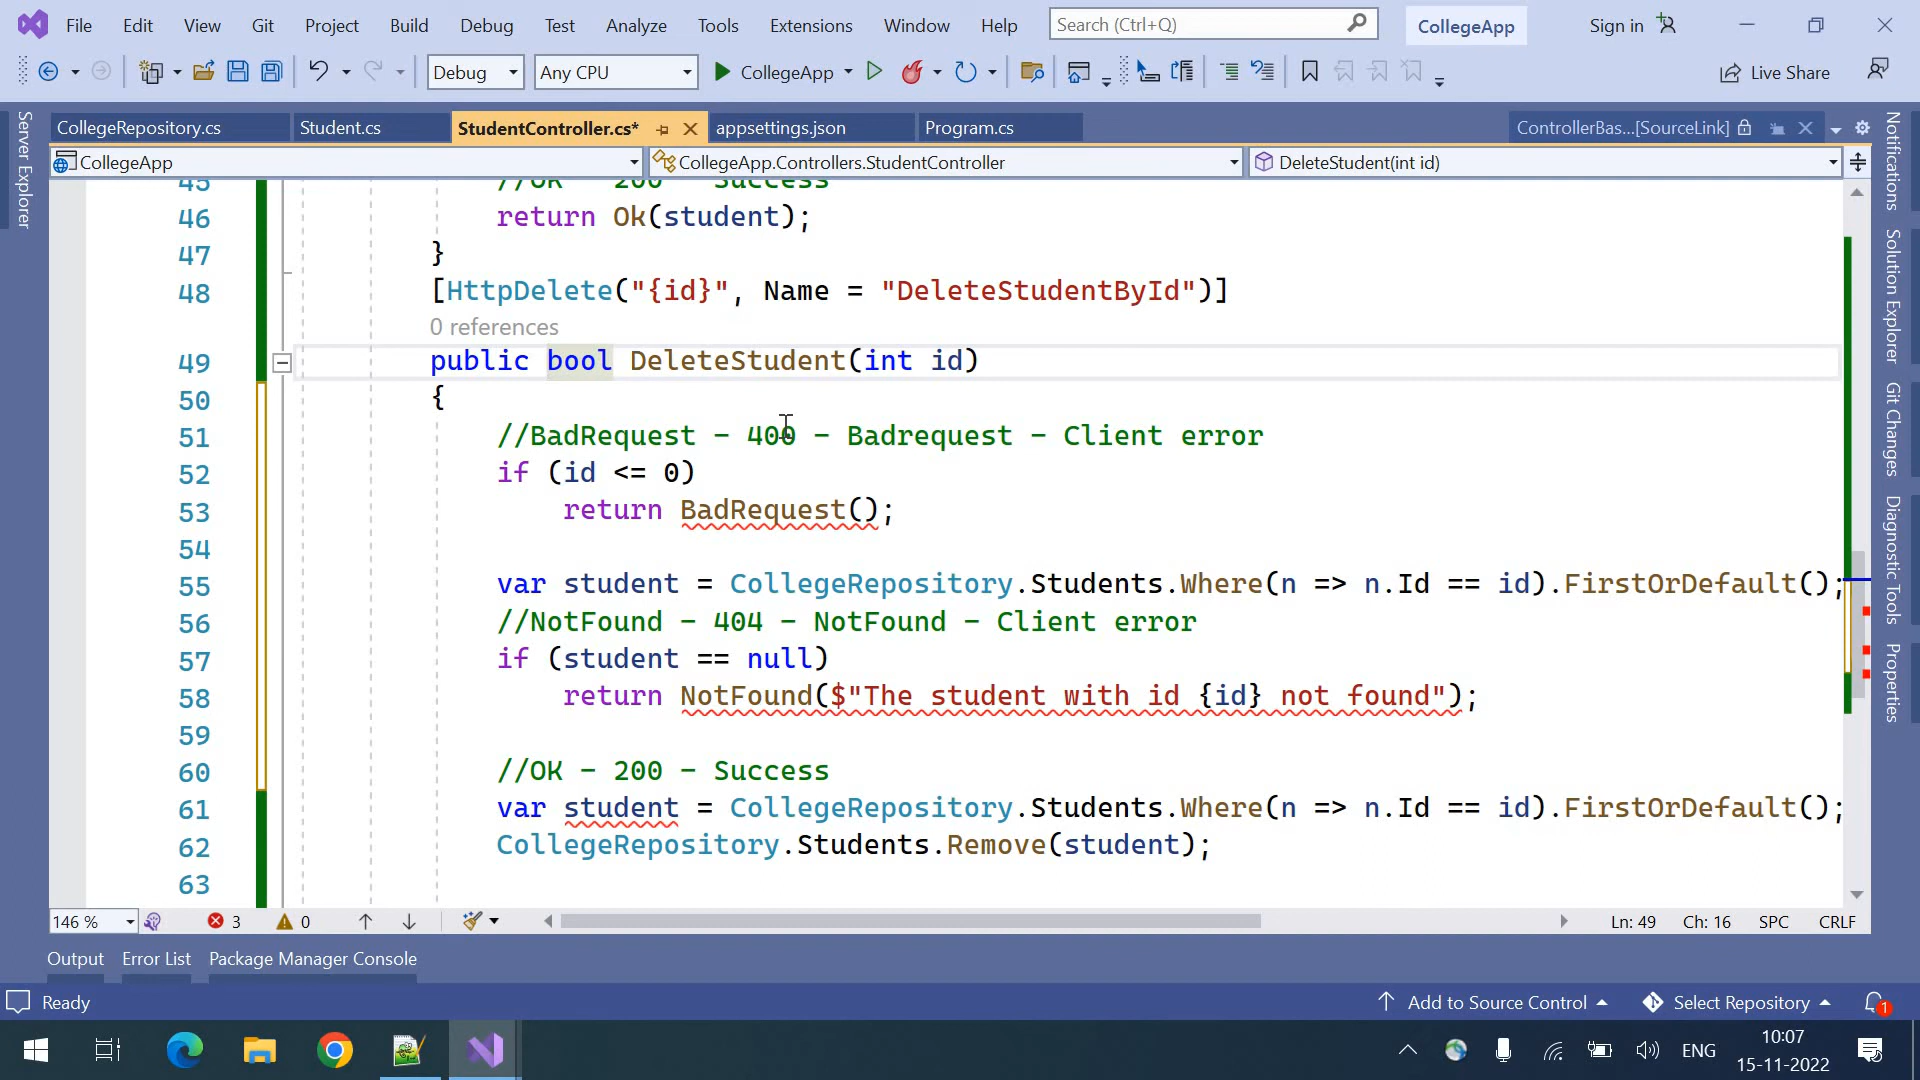 File Edit View Git Project Build Debug Test Analyze Tools Extensions Window Help Search (Ctrl+Q) CollegeApp Sign in
Debug Any CPU CollegeApp Live Share
CollegeRepository.cs Student.cs StudentController.cs* appsettings.json Program.cs ControllerBas...[SourceLink]
CollegeApp CollegeApp.Controllers.StudentController DeleteStudent(int id)
Server Explorer
Notifications
Solution Explorer
Git Changes
Diagnostic Tools
Properties
45 //OK - 200 - Success
46 return Ok(student);
47 }
48 [HttpDelete("{id}", Name = "DeleteStudentById")]
0 references
49 public bool DeleteStudent(int id)
50 {
51 //BadRequest - 400 - Badrequest - Client error
52 if (id <= 0)
53 return BadRequest();
54
55 var student = CollegeRepository.Students.Where(n => n.Id == id).FirstOrDefault();
56 //NotFound - 404 - NotFound - Client error
57 if (student == null)
58 return NotFound($"The student with id {id} not found");
59
60 //OK - 200 - Success
61 var student = CollegeRepository.Students.Where(n => n.Id == id).FirstOrDefault();
62 CollegeRepository.Students.Remove(student);
63
146 % 3 0 Ln: 49 Ch: 16 SPC CRLF
Output Error List Package Manager Console
Ready Add to Source Control Select Repository 1
ENG 10:07
15-11-2022